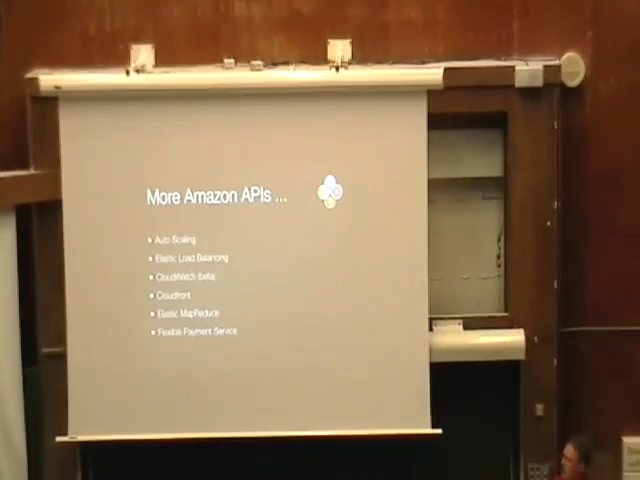 More Amazon APIs ...
• Auto Scaling
• Elastic Load Balancing
• CloudWatch (beta)
• Cloudfront
• Elastic MapReduce
• Flexible Payment Service